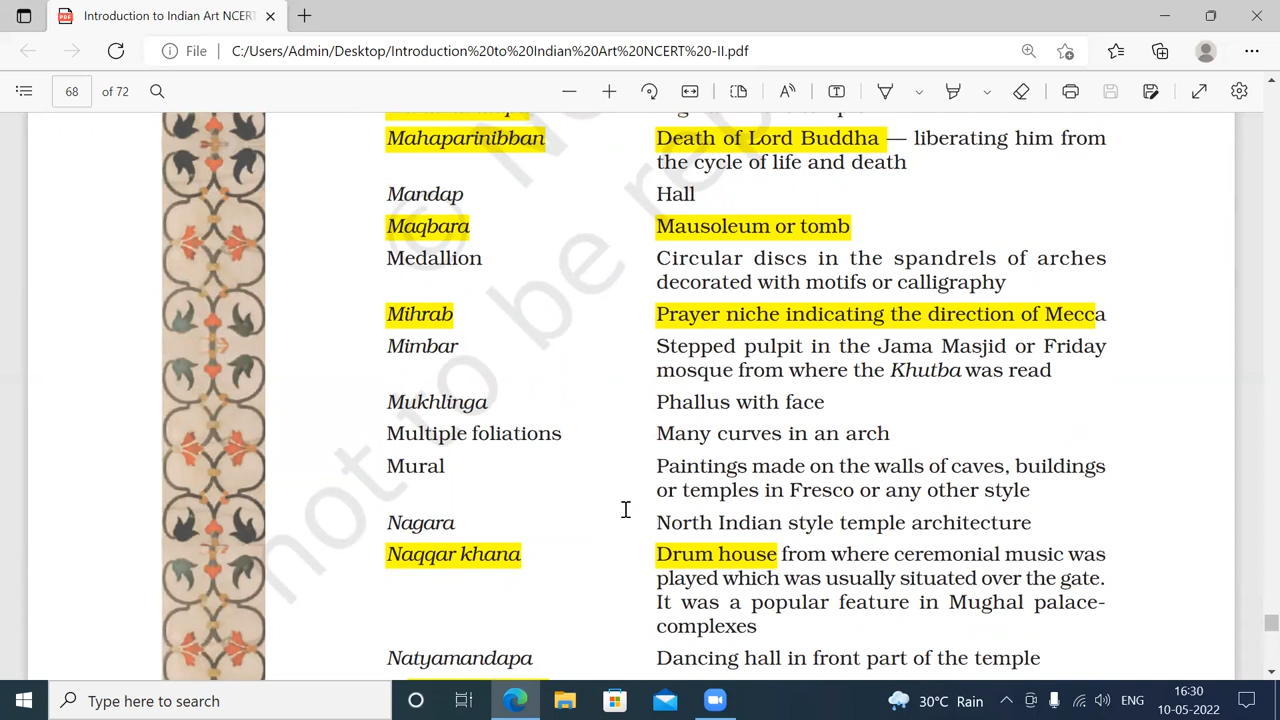 Introduction to Indian Art NCERT
File
C:/Users/Admin/Desktop/Introduction%20to%20Indian%20Art%20NCERT%20-II.pdf
68 of 72
Mahaparinibban Death of Lord Buddha — liberating him from
the cycle of life and death
Mandap Hall
Maqbara Mausoleum or tomb
Medallion Circular discs in the spandrels of arches
decorated with motifs or calligraphy
Mihrab Prayer niche indicating the direction of Mecca
Mimbar Stepped pulpit in the Jama Masjid or Friday
mosque from where the Khutba was read
Mukhlinga Phallus with face
Multiple foliations Many curves in an arch
Mural Paintings made on the walls of caves, buildings
or temples in Fresco or any other style
Nagara North Indian style temple architecture
Naqqar khana Drum house from where ceremonial music was
played which was usually situated over the gate.
It was a popular feature in Mughal palace-
complexes
Natyamandapa Dancing hall in front part of the temple
not to be
Type here to search
30°C Rain
ENG
16:30
10-05-2022